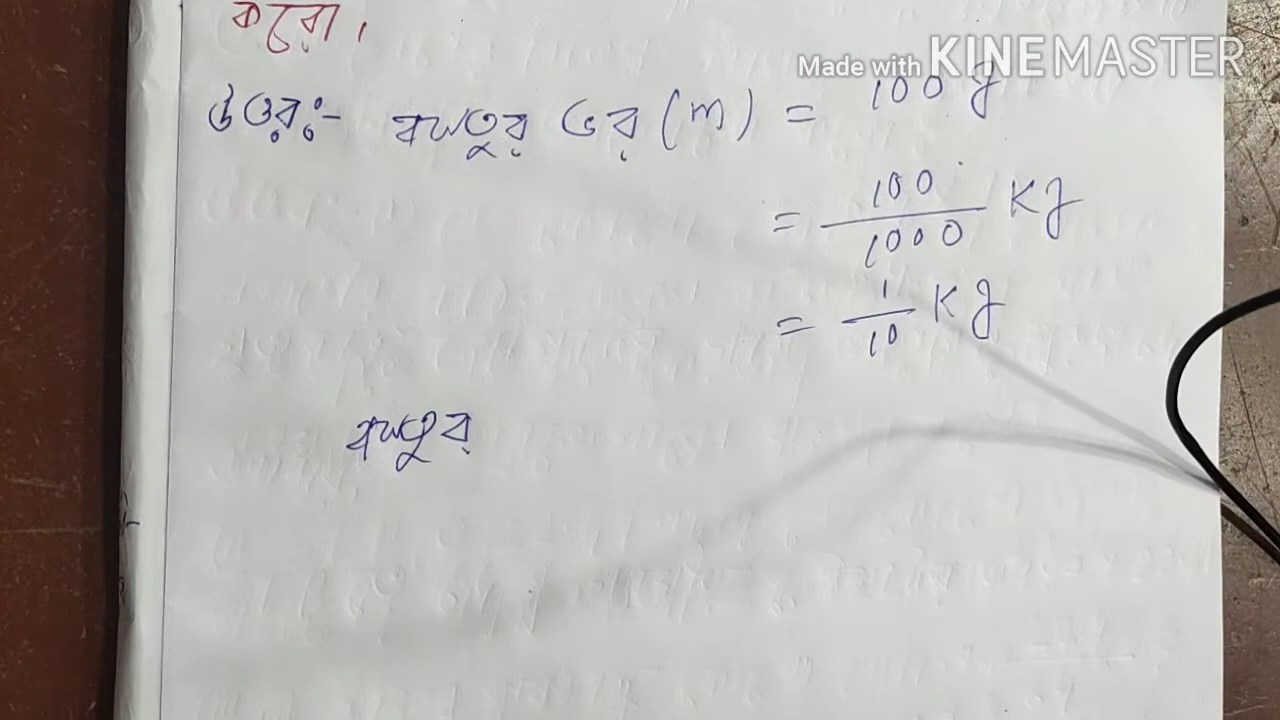 করো।
Made with KINEMASTER
উত্তরঃ- বস্তুর ভর (m) = 100 g
= 100/1000 Kg
= 1/10 Kg
বস্তুর